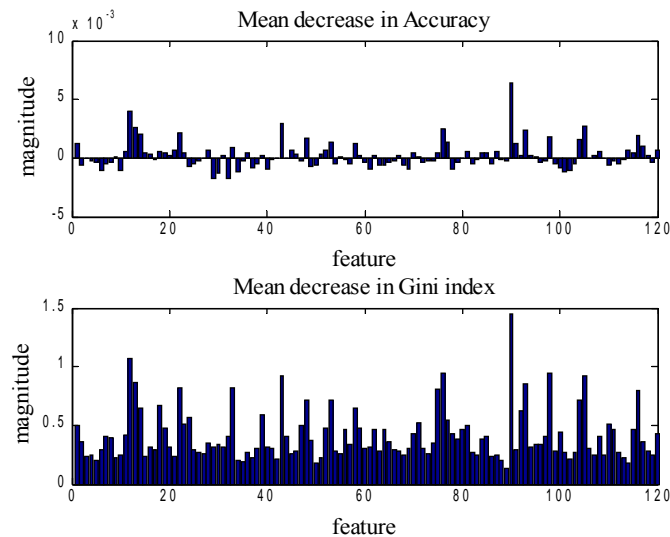 x 10-3
Mean decrease in Accuracy
10
5
0
-5
magnitude
0 20 40 60 80 100 120
feature
Mean decrease in Gini index
1.5
1
0.5
0
magnitude
0 20 40 60 80 100 120
feature